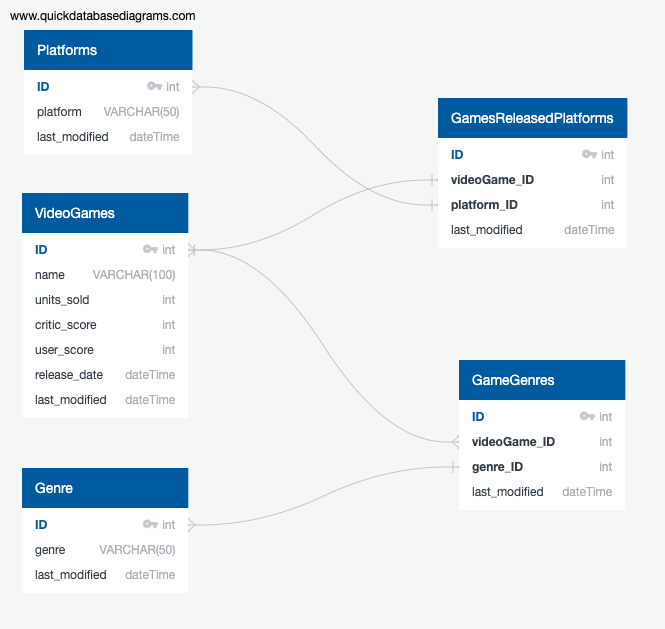 www.quickdatabasediagrams.com
Platforms
ID int
platform VARCHAR(50)
last_modified dateTime
GamesReleasedPlatforms
ID int
videoGame_ID int
platform_ID int
last_modified dateTime
VideoGames
ID int
name VARCHAR(100)
units_sold int
critic_score int
user_score int
release_date dateTime
last_modified dateTime
GameGenres
ID int
videoGame_ID int
genre_ID int
last_modified dateTime
Genre
ID int
genre VARCHAR(50)
last_modified dateTime